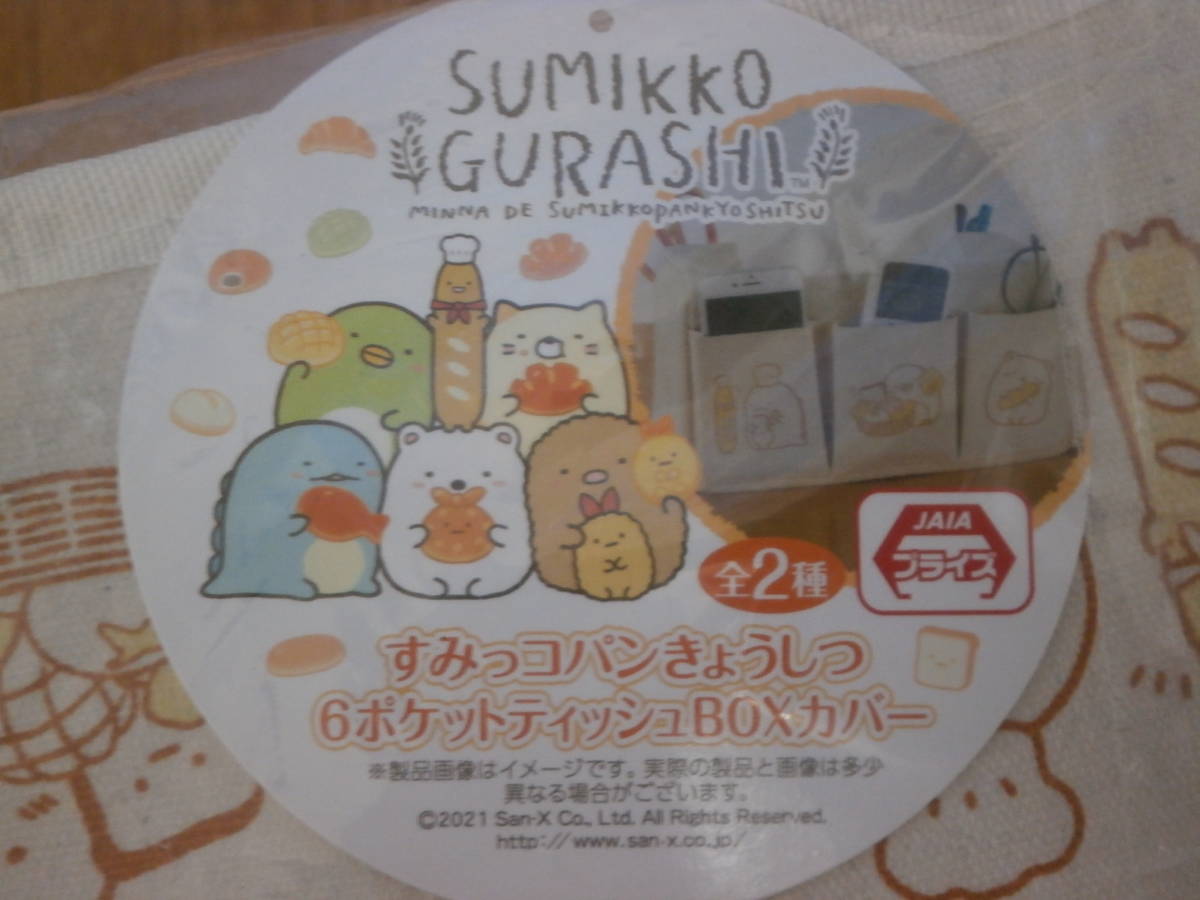 SUMIKKO
GURASHI™
MINNA DE SUMIKKOPANKYOSHITSU
全2種
JAIA
プライズ
すみっコパンきょうしつ
6ポケットティッシュBOXカバー
※製品画像はイメージです。実際の製品と画像は多少
異なる場合がございます。
©2021 San-X Co., Ltd. All Rights Reserved.
http://www.san-x.co.jp/